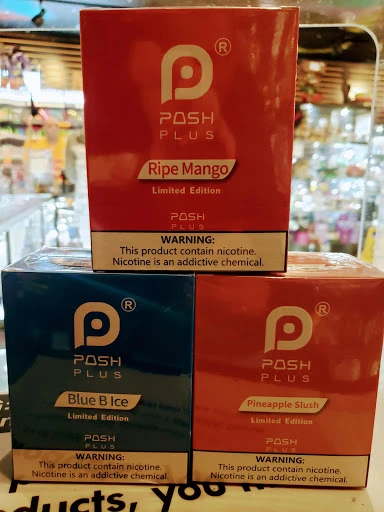 ®
POSH
PLUS
Ripe Mango
Limited Edition
POSH
PLUS
WARNING:
This product contain nicotine.
Nicotine is an addictive chemical.
®
POSH
PLUS
Blue B Ice
Limited Edition
POSH
PLUS
WARNING:
This product contain nicotine.
Nicotine is an addictive chemical.
®
POSH
PLUS
Pineapple Slush
Limited Edition
POSH
PLUS
WARNING:
This product contain nicotine.
Nicotine is an addictive chemical.